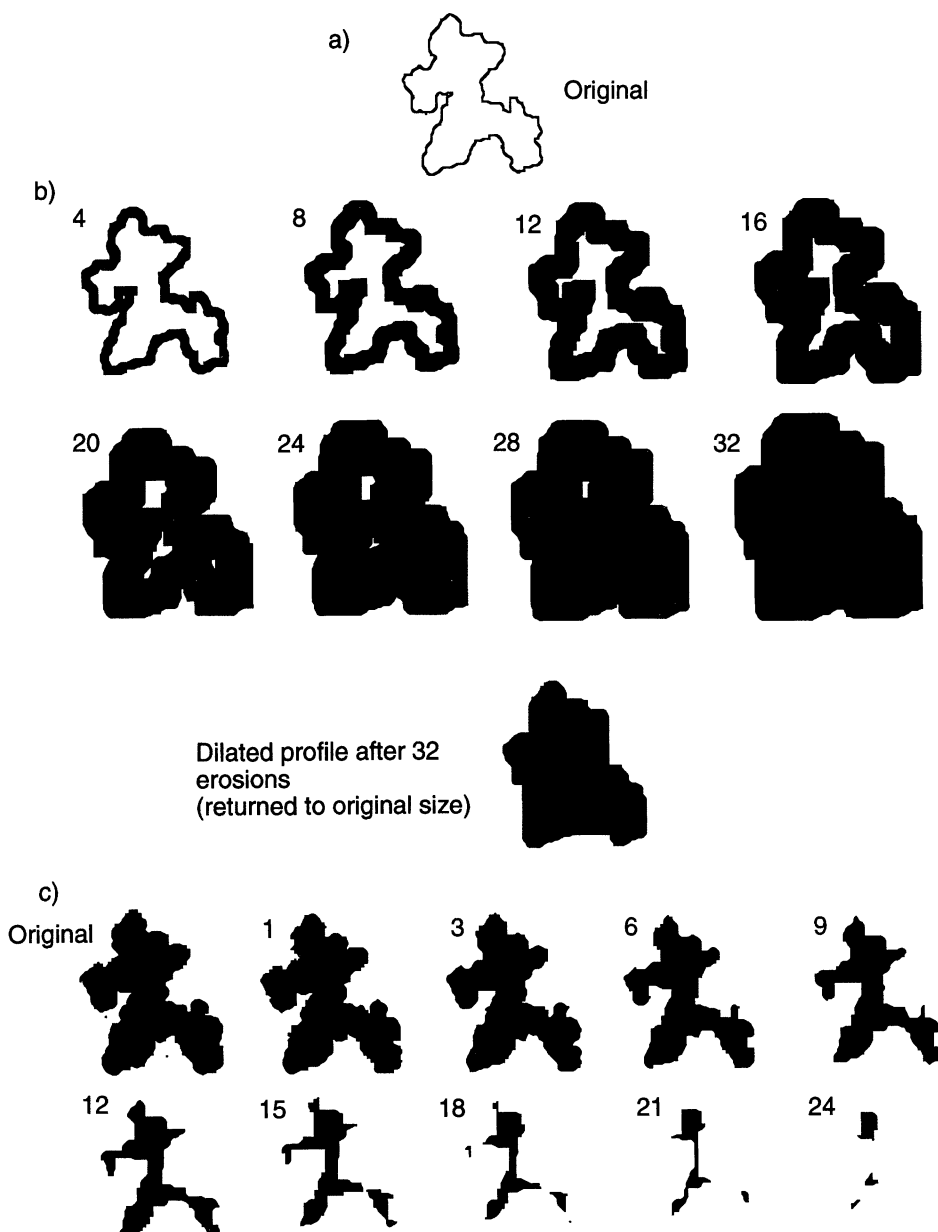 a)
Original
b)
4 8 12 16
20 24 28 32
Dilated profile after 32
erosions
(returned to original size)
c)
Original 1 3 6 9
12 15 18 21 24